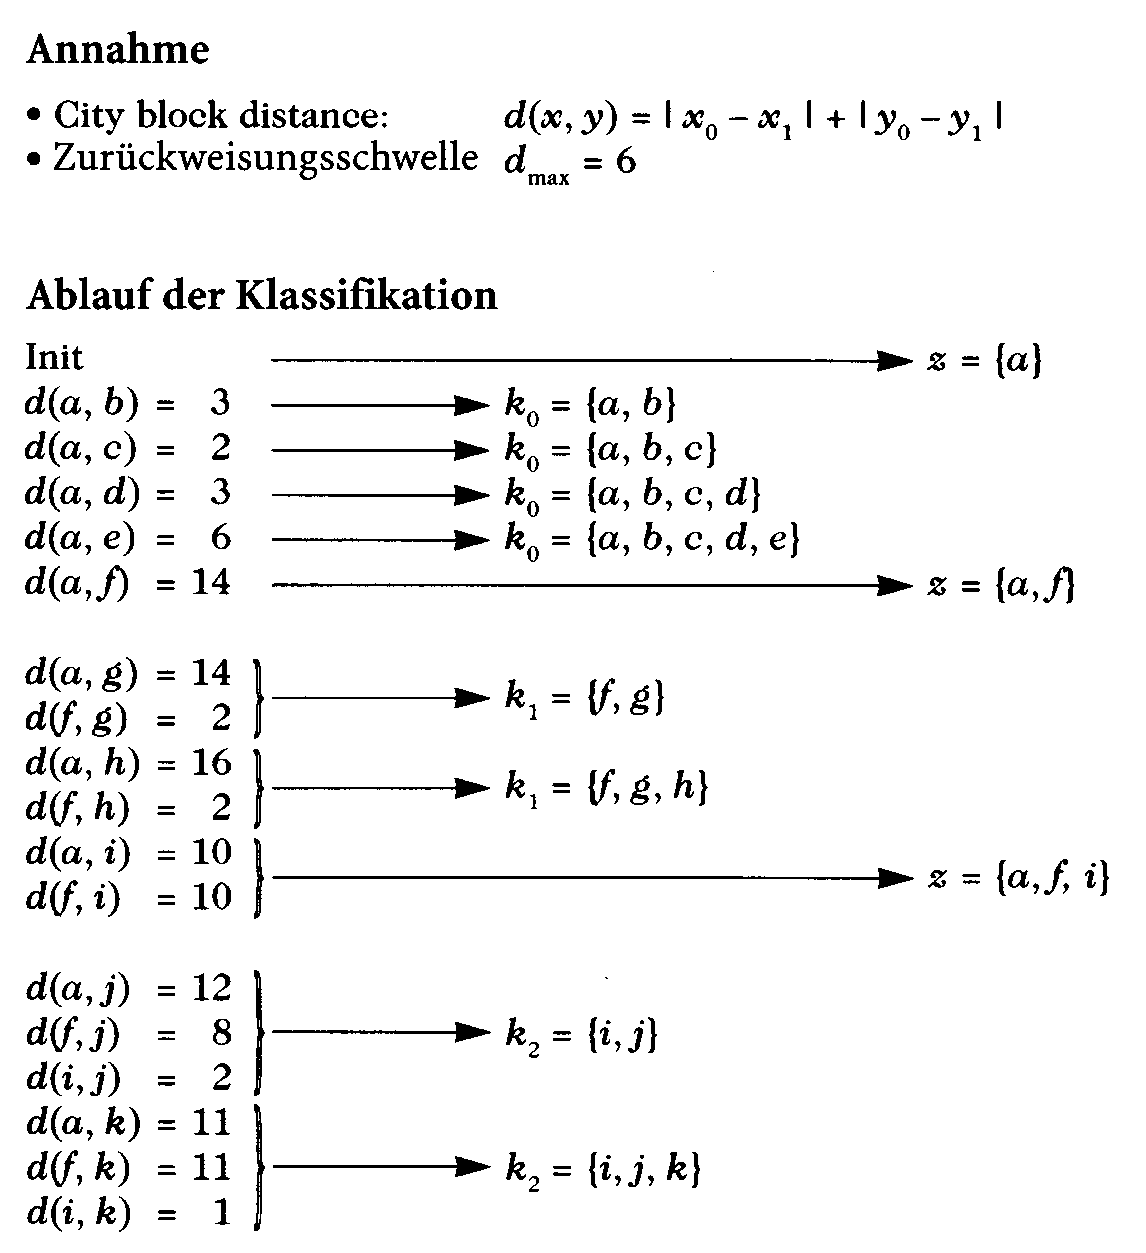 Annahme
• City block distance: d(x, y) = | x₀ – x₁ | + | y₀ – y₁ |
• Zurückweisungsschwelle d_max = 6
Ablauf der Klassifikation
Init z = {a}
d(a, b) = 3 k₀ = {a, b}
d(a, c) = 2 k₀ = {a, b, c}
d(a, d) = 3 k₀ = {a, b, c, d}
d(a, e) = 6 k₀ = {a, b, c, d, e}
d(a, f) = 14 z = {a, f}
d(a, g) = 14
d(f, g) = 2
k₁ = {f, g}
d(a, h) = 16
d(f, h) = 2
k₁ = {f, g, h}
d(a, i) = 10
d(f, i) = 10
z = {a, f, i}
d(a, j) = 12
d(f, j) = 8 k₂ = {i, j}
d(i, j) = 2
d(a, k) = 11
d(f, k) = 11 k₂ = {i, j, k}
d(i, k) = 1